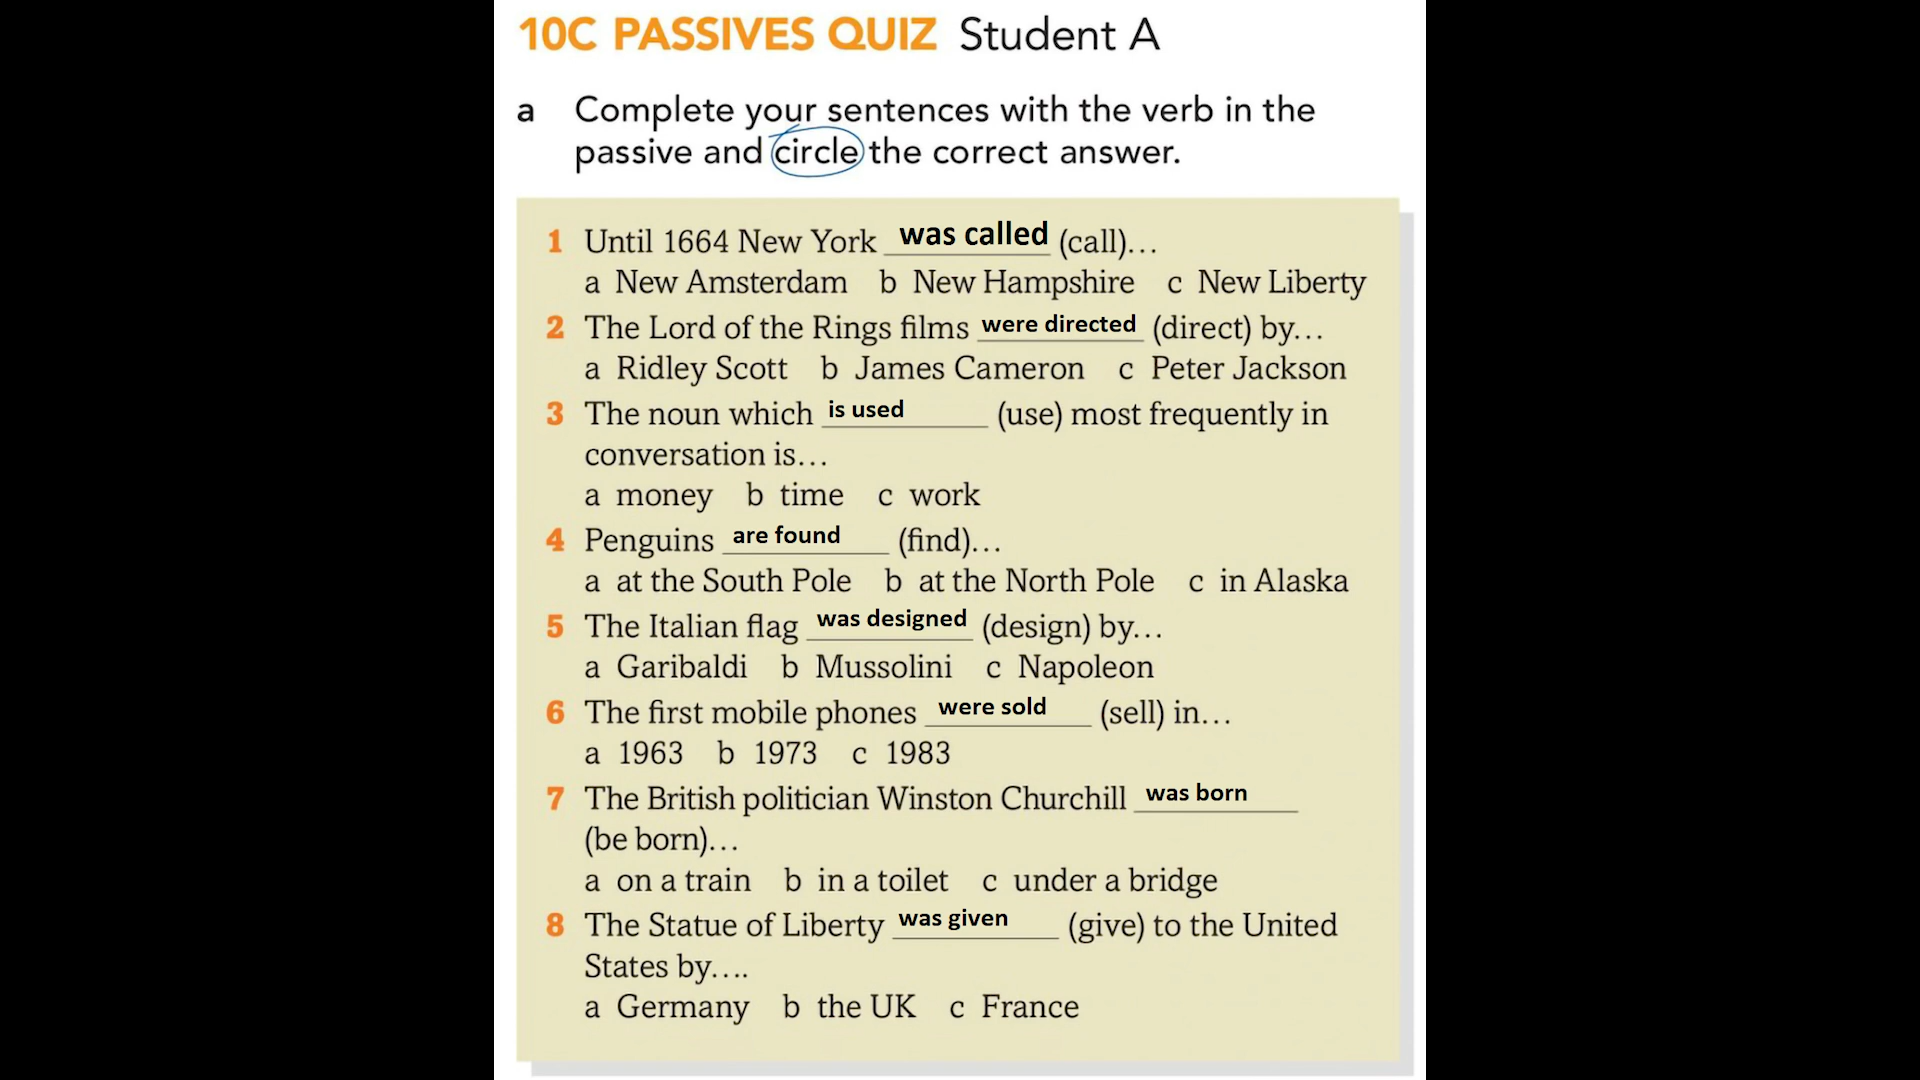 10C PASSIVES QUIZ Student A
a Complete your sentences with the verb in the
passive and circle the correct answer.
1 Until 1664 New York was called (call)...
a New Amsterdam b New Hampshire c New Liberty
2 The Lord of the Rings films were directed (direct) by...
a Ridley Scott b James Cameron c Peter Jackson
3 The noun which is used (use) most frequently in
conversation is...
a money b time c work
4 Penguins are found (find)...
a at the South Pole b at the North Pole c in Alaska
5 The Italian flag was designed (design) by...
a Garibaldi b Mussolini c Napoleon
6 The first mobile phones were sold (sell) in...
a 1963 b 1973 c 1983
7 The British politician Winston Churchill was born
(be born)...
a on a train b in a toilet c under a bridge
8 The Statue of Liberty was given (give) to the United
States by....
a Germany b the UK c France